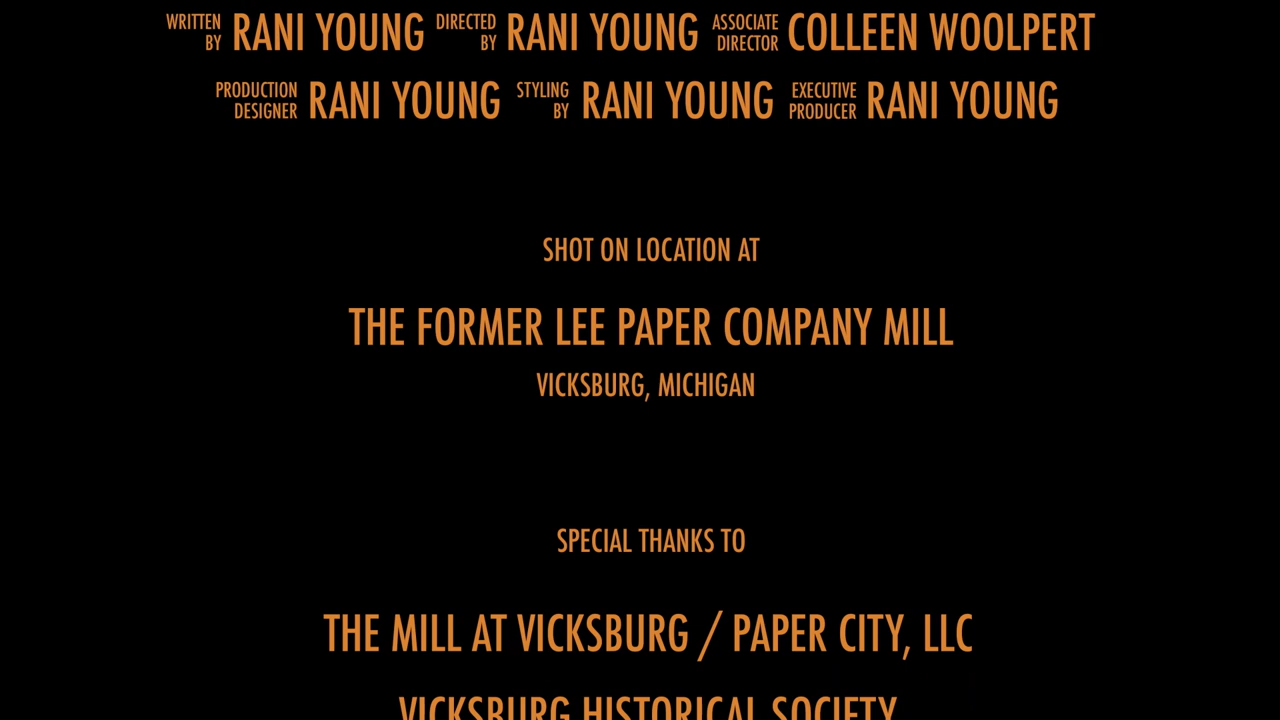 WRITTEN BY RANI YOUNG DIRECTED BY RANI YOUNG ASSOCIATE DIRECTOR COLLEEN WOOLPERT
PRODUCTION DESIGNER RANI YOUNG STYLING BY RANI YOUNG EXECUTIVE PRODUCER RANI YOUNG
SHOT ON LOCATION AT
THE FORMER LEE PAPER COMPANY MILL
VICKSBURG, MICHIGAN
SPECIAL THANKS TO
THE MILL AT VICKSBURG / PAPER CITY, LLC
VICKSBURG HISTORICAL SOCIETY